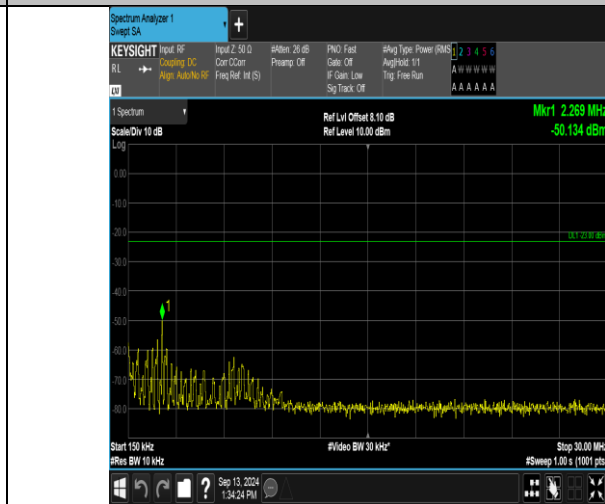 Spectrum Analyzer 1
Swept SA
+
KEYSIGHT Input: RF Input Z: 50 Ω #Atten: 26 dB PNO: Fast #Avg Type: Power (RMS 1 2 3 4 5 6
RL Coupling: DC Corr CCorr Preamp: Off Gate: Off Avg|Hold: 1/1 A W W W W W
Align: Auto/No RF Freq Ref: Int (S) IF Gain: Low Trig: Free Run
Sig Track: Off A A A A A A
LXI
1 Spectrum Ref Lvl Offset 8.10 dB Mkr1 2.269 MHz
Scale/Div 10 dB Ref Level 10.00 dBm -50.134 dBm
Log
0.00
-10.0
-20.0
DL1 -23.00 dBm
-30.0
-40.0
1
-50.0
-60.0
-70.0
-80.0
Start 150 kHz #Video BW 30 kHz* Stop 30.00 MHz
#Res BW 10 kHz #Sweep 1.00 s (1001 pts
? Sep 13, 2024
1:34:24 PM